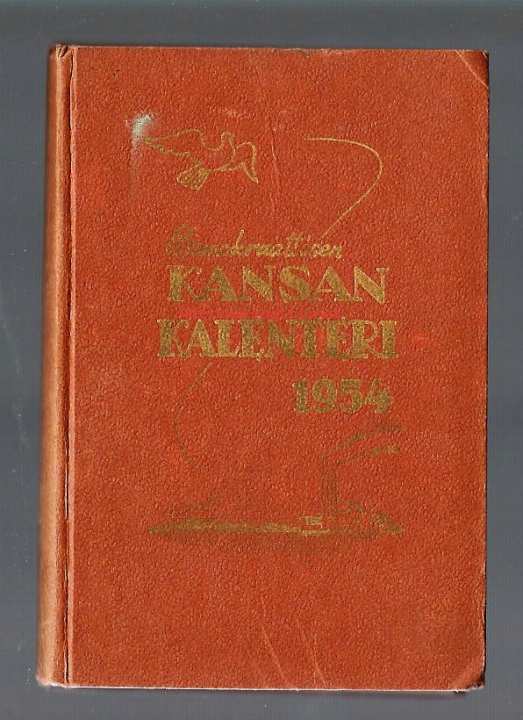 Demokraattisen
KANSAN
KALENTERI
1954